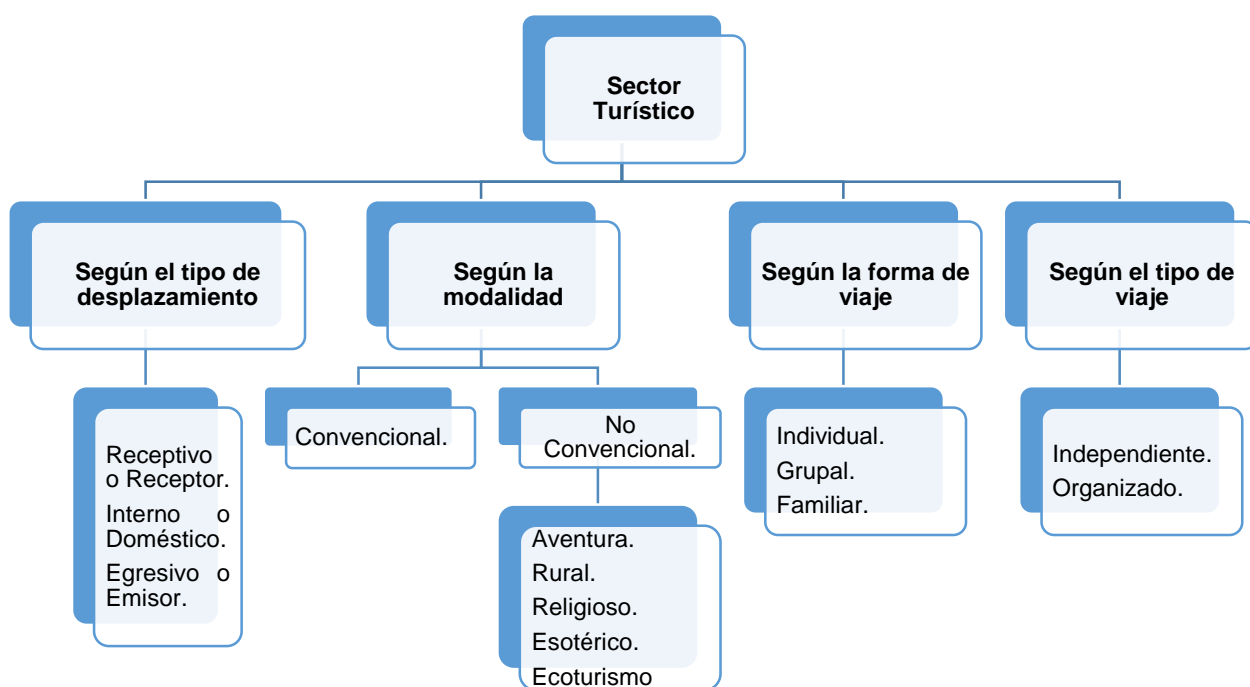 Sector
Turístico
Según el tipo de
desplazamiento
Según la
modalidad
Según la forma de
viaje
Según el tipo de
viaje
Receptivo
o Receptor.
Interno o
Doméstico.
Egresivo o
Emisor.
Convencional.
No
Convencional.
Aventura.
Rural.
Religioso.
Esotérico.
Ecoturismo
Individual.
Grupal.
Familiar.
Independiente.
Organizado.